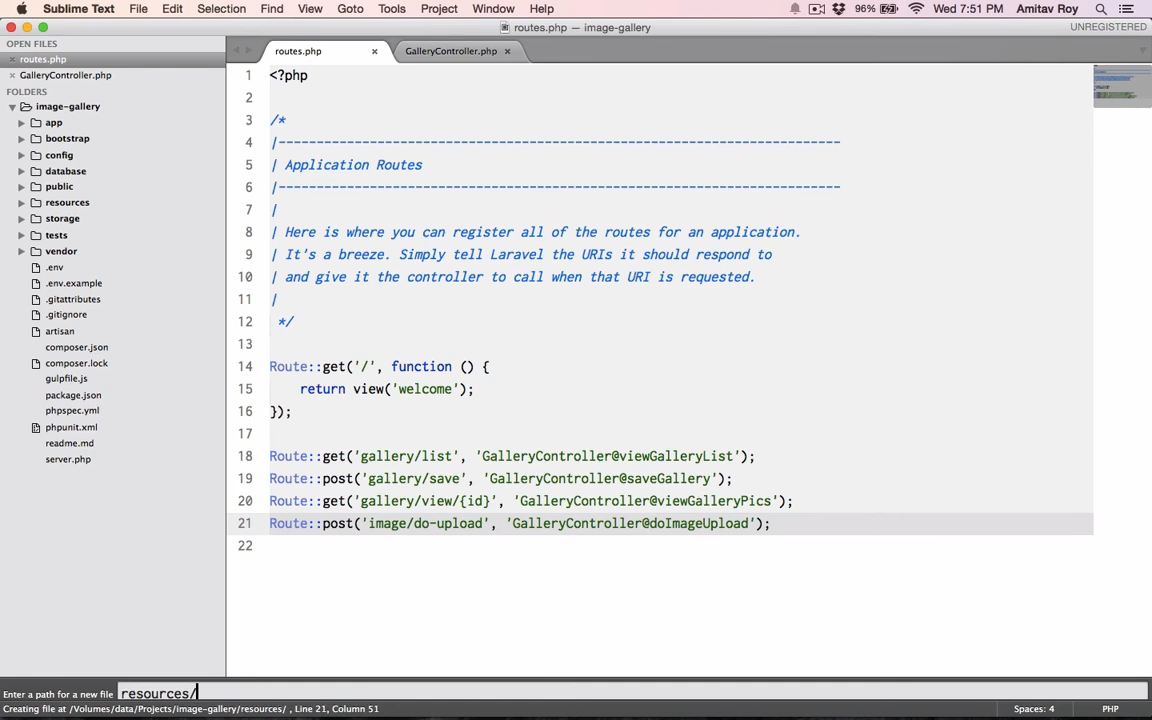 Sublime Text File Edit Selection Find View Goto Tools Project Window Help 96% Wed 7:51 PM Amitav Roy
routes.php — image-gallery UNREGISTERED
OPEN FILES
routes.php
GalleryController.php
FOLDERS
image-gallery
app
bootstrap
config
database
public
resources
storage
tests
vendor
.env
.env.example
.gitattributes
.gitignore
artisan
composer.json
composer.lock
gulpfile.js
package.json
phpspec.yml
phpunit.xml
readme.md
server.php
routes.php × GalleryController.php ×
1 <?php
2
3 /*
4 |--------------------------------------------------------------------------
5 | Application Routes
6 |--------------------------------------------------------------------------
7 |
8 | Here is where you can register all of the routes for an application.
9 | It's a breeze. Simply tell Laravel the URIs it should respond to
10 | and give it the controller to call when that URI is requested.
11 |
12 */
13
14 Route::get('/', function () {
15 return view('welcome');
16 });
17
18 Route::get('gallery/list', 'GalleryController@viewGalleryList');
19 Route::post('gallery/save', 'GalleryController@saveGallery');
20 Route::get('gallery/view/{id}', 'GalleryController@viewGalleryPics');
21 Route::post('image/do-upload', 'GalleryController@doImageUpload');
22
Enter a path for a new file resources/
Creating file at /Volumes/data/Projects/image-gallery/resources/ , Line 21, Column 51 Spaces: 4 PHP